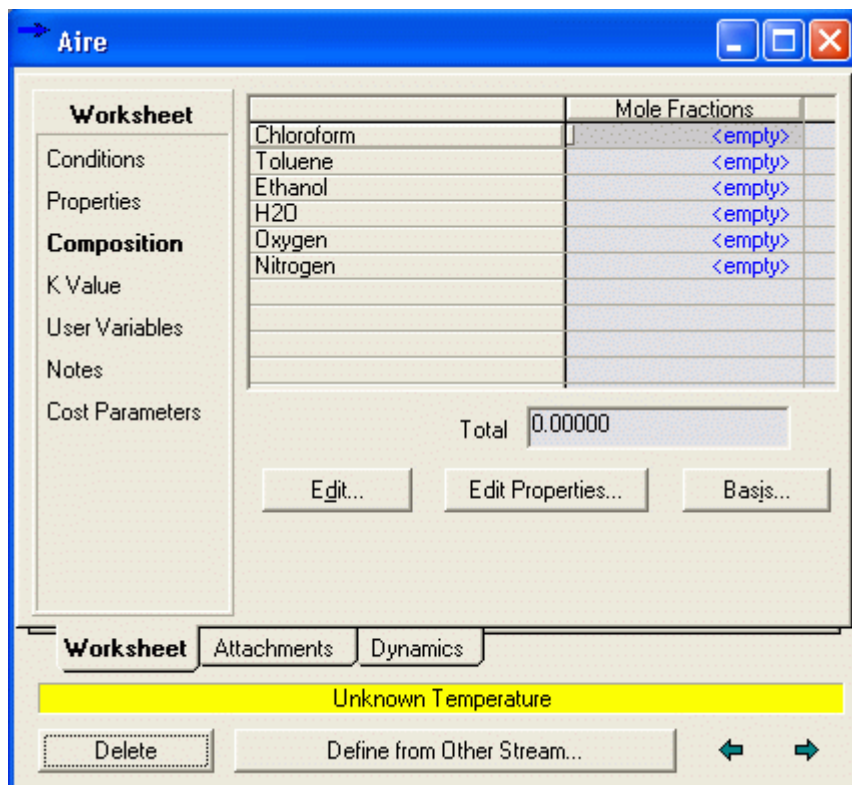 Aire
Worksheet
Conditions
Properties
Composition
K Value
User Variables
Notes
Cost Parameters
Mole Fractions
Chloroform <empty>
Toluene <empty>
Ethanol <empty>
H2O <empty>
Oxygen <empty>
Nitrogen <empty>
Total 0.00000
Edit... Edit Properties... Basis...
Worksheet Attachments Dynamics
Unknown Temperature
Delete Define from Other Stream...